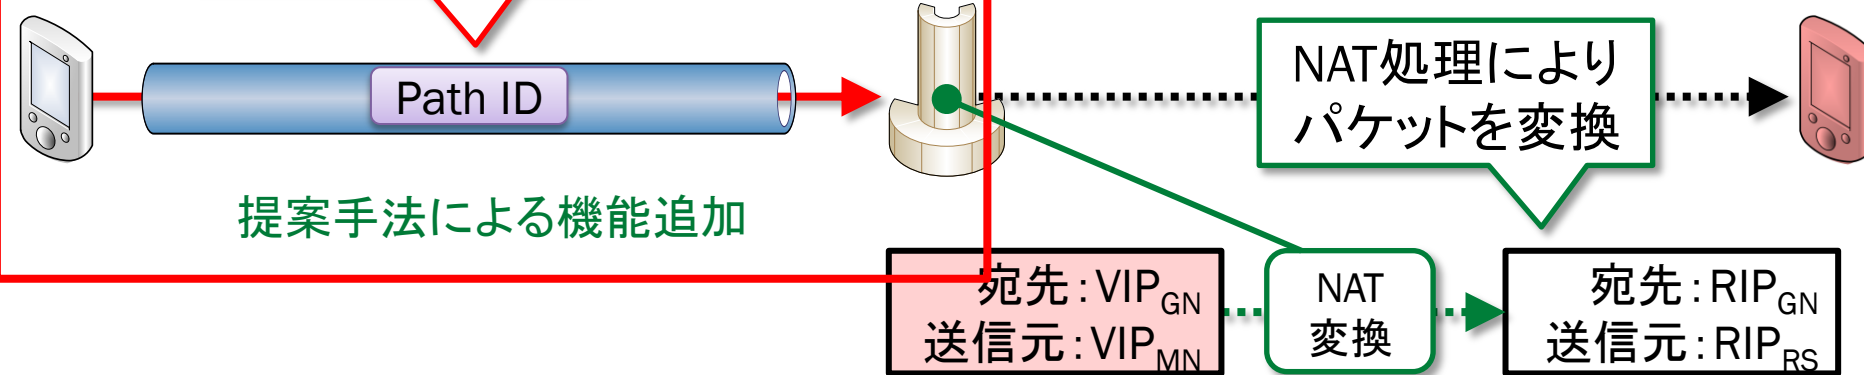 Path ID
NAT処理により
パケットを変換
提案手法による機能追加
宛先：VIPGN
送信元：VIPMN
NAT
変換
宛先：RIPGN
送信元：RIPRS